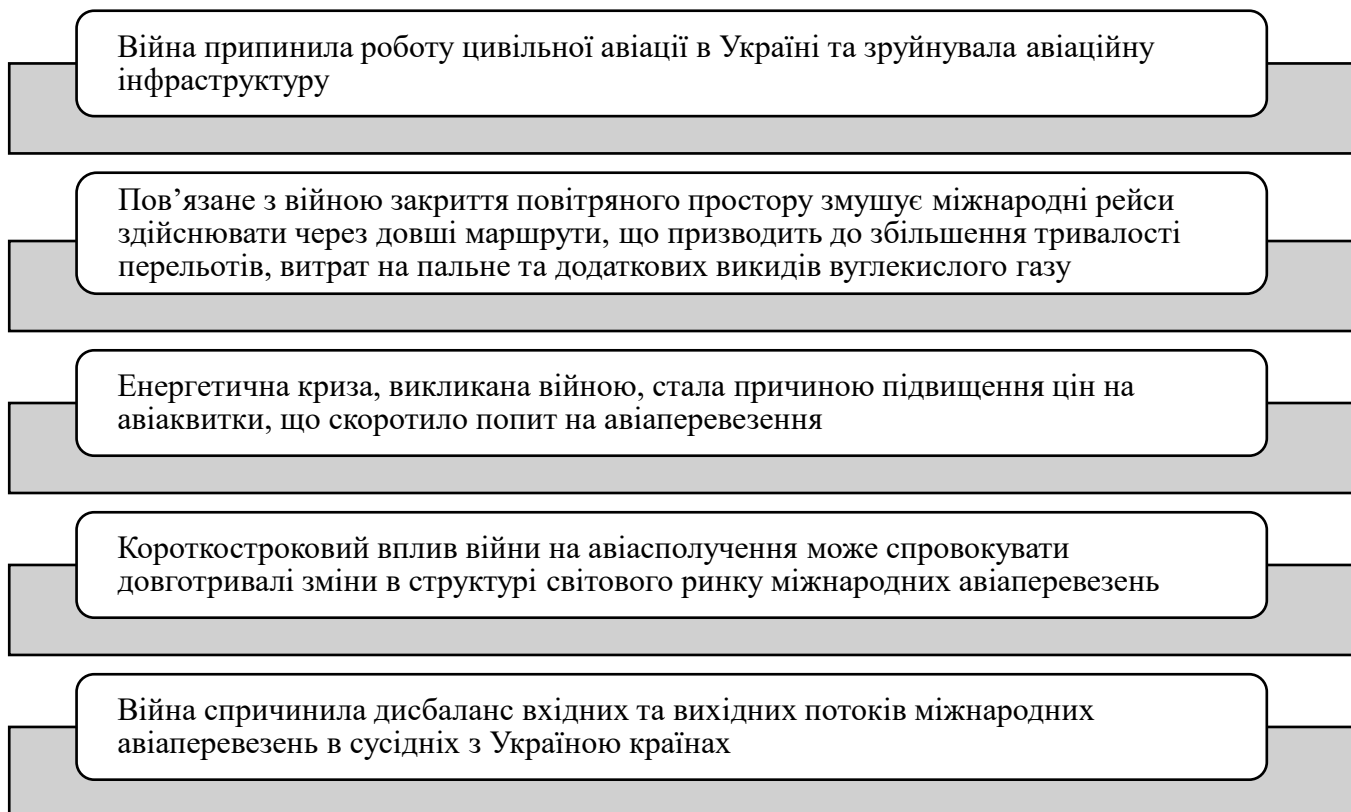 Війна припинила роботу цивільної авіації в Україні та зруйнувала авіаційну
інфраструктуру
Пов’язане з війною закриття повітряного простору змушує міжнародні рейси
здійснювати через довші маршрути, що призводить до збільшення тривалості
перельотів, витрат на пальне та додаткових викидів вуглекислого газу
Енергетична криза, викликана війною, стала причиною підвищення цін на
авіаквитки, що скоротило попит на авіаперевезення
Короткостроковий вплив війни на авіасполучення може спровокувати
довготривалі зміни в структурі світового ринку міжнародних авіаперевезень
Війна спричинила дисбаланс вхідних та вихідних потоків міжнародних
авіаперевезень в сусідніх з Україною країнах